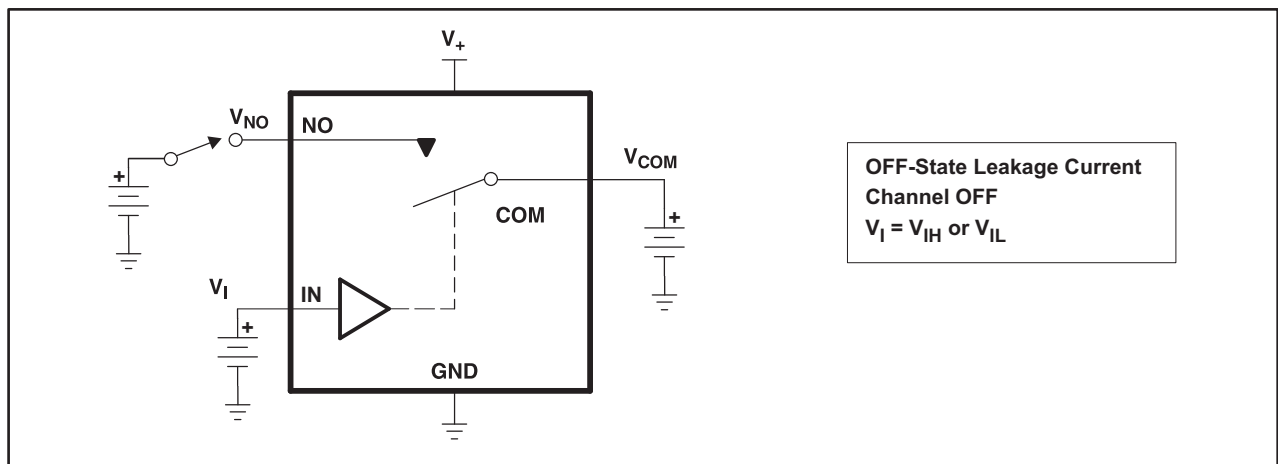 V+
VNO
NO
+
VCOM
COM
+
VI
IN
+
GND
OFF-State Leakage Current
Channel OFF
VI = VIH or VIL